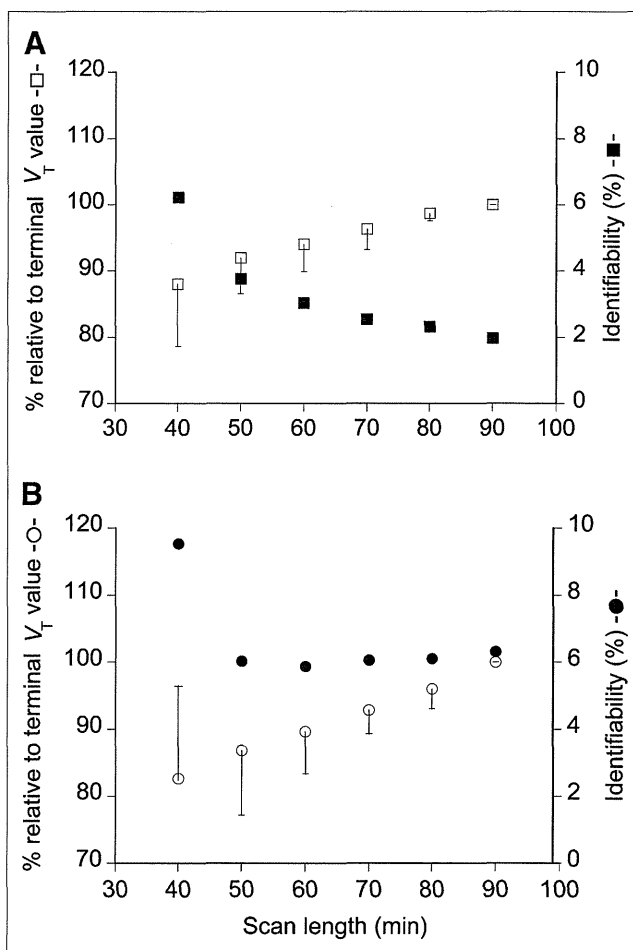 A
% relative to terminal VT value -□-
120
110
100
90
80
70
10
8
6
4
2
0
Identifiability (%) -■-
30 40 50 60 70 80 90 100
B
% relative to terminal VT value -○-
120
110
100
90
80
70
10
8
6
4
2
0
Identifiability (%) -●-
30 40 50 60 70 80 90 100
Scan length (min)